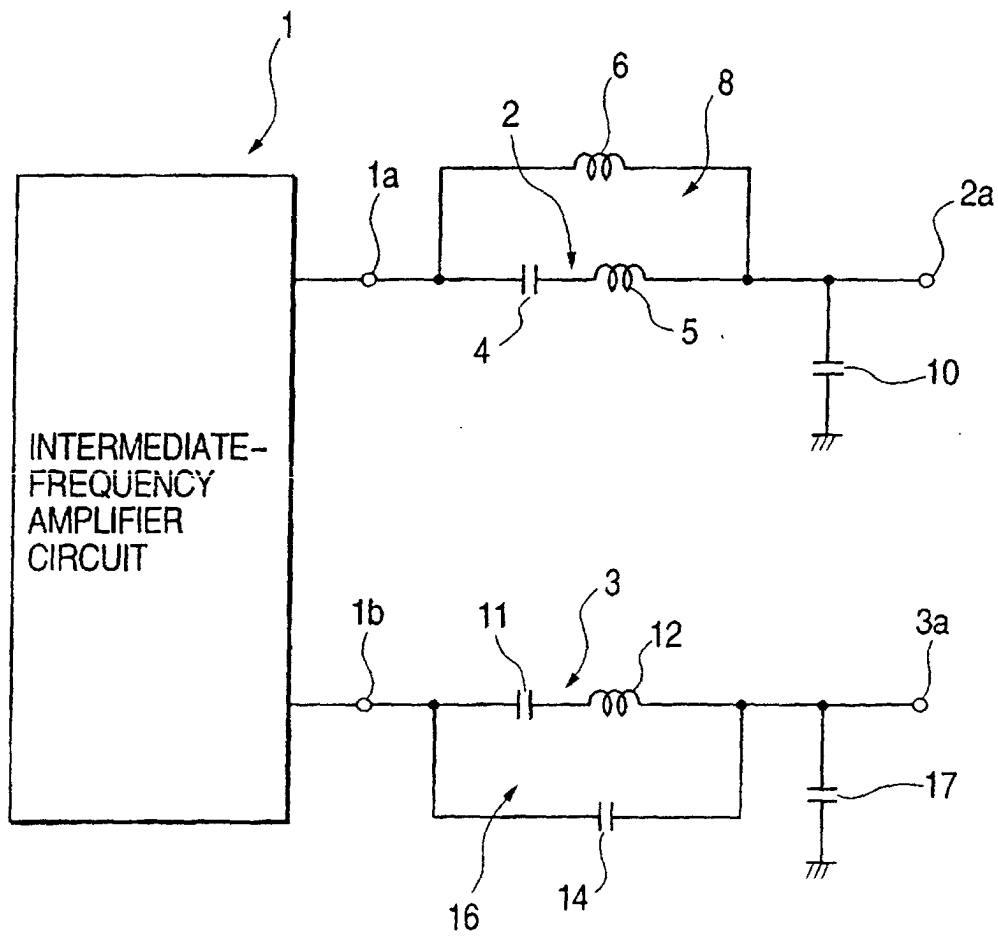 1
6
8
2
1a
2a
4
5
10
INTERMEDIATE-
FREQUENCY
AMPLIFIER
CIRCUIT
3
1b
11
12
3a
17
14
16